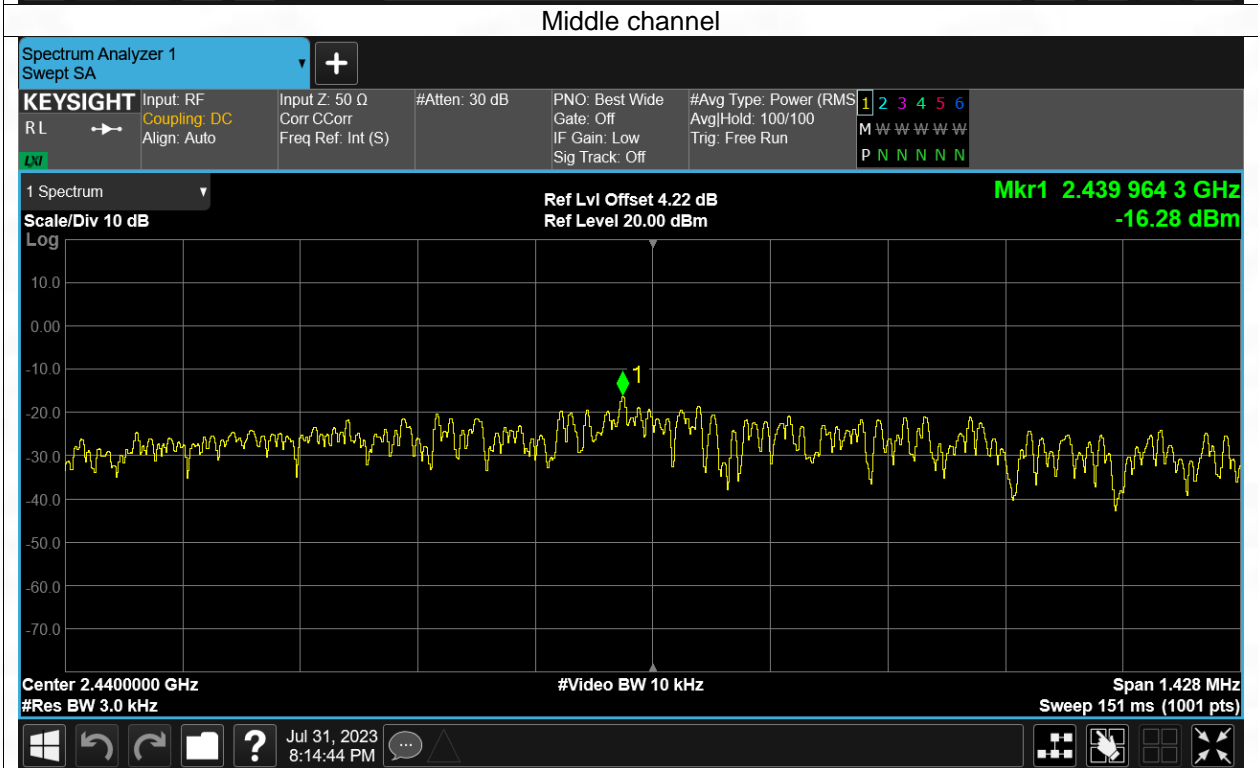 Middle channel
Spectrum Analyzer 1
Swept SA
KEYSIGHT
RL
LXI
Input: RF
Coupling: DC
Align: Auto
Input Z: 50 Ω
Corr CCorr
Freq Ref: Int (S)
#Atten: 30 dB
PNO: Best Wide
Gate: Off
IF Gain: Low
Sig Track: Off
#Avg Type: Power (RMS
Avg|Hold: 100/100
Trig: Free Run
1 2 3 4 5 6
M W W W W W
P N N N N N
1 Spectrum
Scale/Div 10 dB
Ref Lvl Offset 4.22 dB
Ref Level 20.00 dBm
Mkr1 2.439 964 3 GHz
-16.28 dBm
Log
10.0
0.00
-10.0
-20.0
-30.0
-40.0
-50.0
-60.0
-70.0
1
Center 2.4400000 GHz
#Res BW 3.0 kHz
#Video BW 10 kHz
Span 1.428 MHz
Sweep 151 ms (1001 pts)
?
Jul 31, 2023
8:14:44 PM